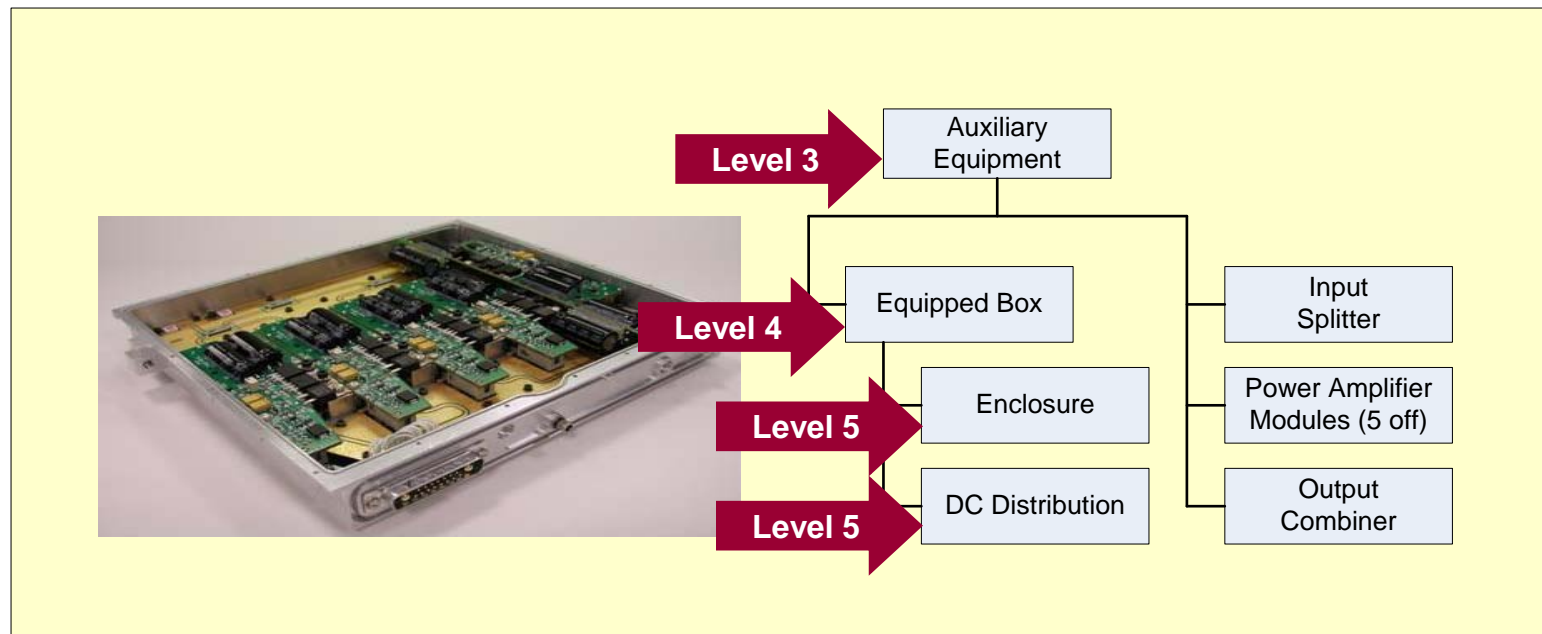 Level 3
Auxiliary
Equipment
Level 4
Equipped Box
Input
Splitter
Level 5
Enclosure
Power Amplifier
Modules (5 off)
Level 5
DC Distribution
Output
Combiner